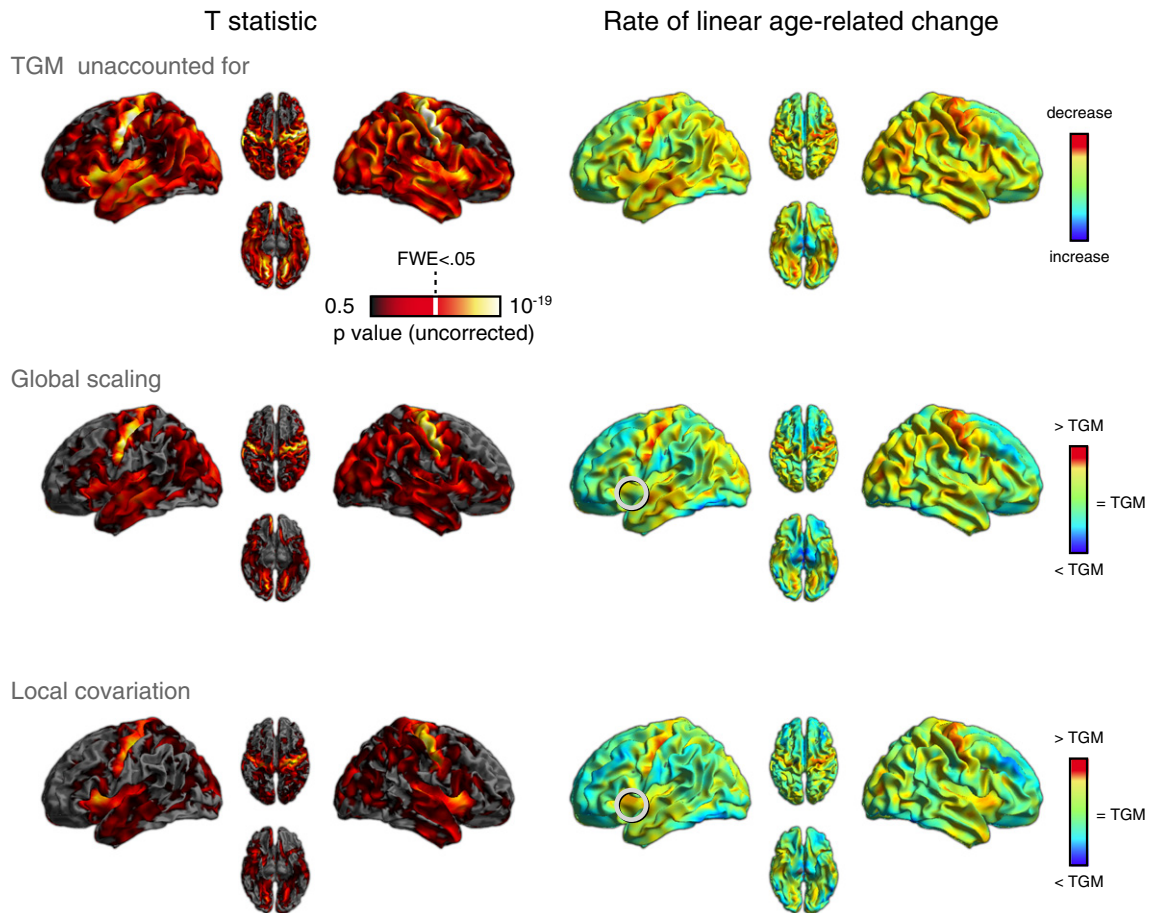 T statistic
Rate of linear age-related change
TGM unaccounted for
decrease
increase
FWE<.05
0.5
10⁻¹⁹
p value (uncorrected)
Global scaling
> TGM
= TGM
< TGM
Local covariation
> TGM
= TGM
< TGM